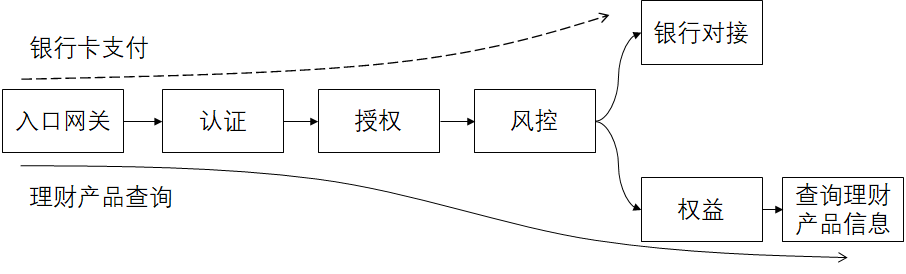 银行卡支付
银行对接
入口网关
认证
授权
风控
理财产品查询
权益
查询理财
产品信息